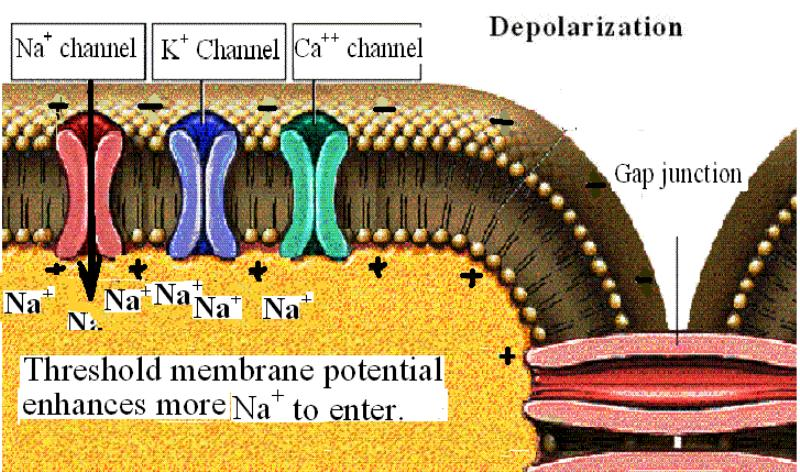 Depolarization
Na⁺ channel
K⁺ Channel
Ca⁺⁺ channel
Gap junction
Na⁺
Na
Na⁺
Na⁺
Na⁺
Na⁺
Threshold membrane potential
enhances more Na⁺ to enter.